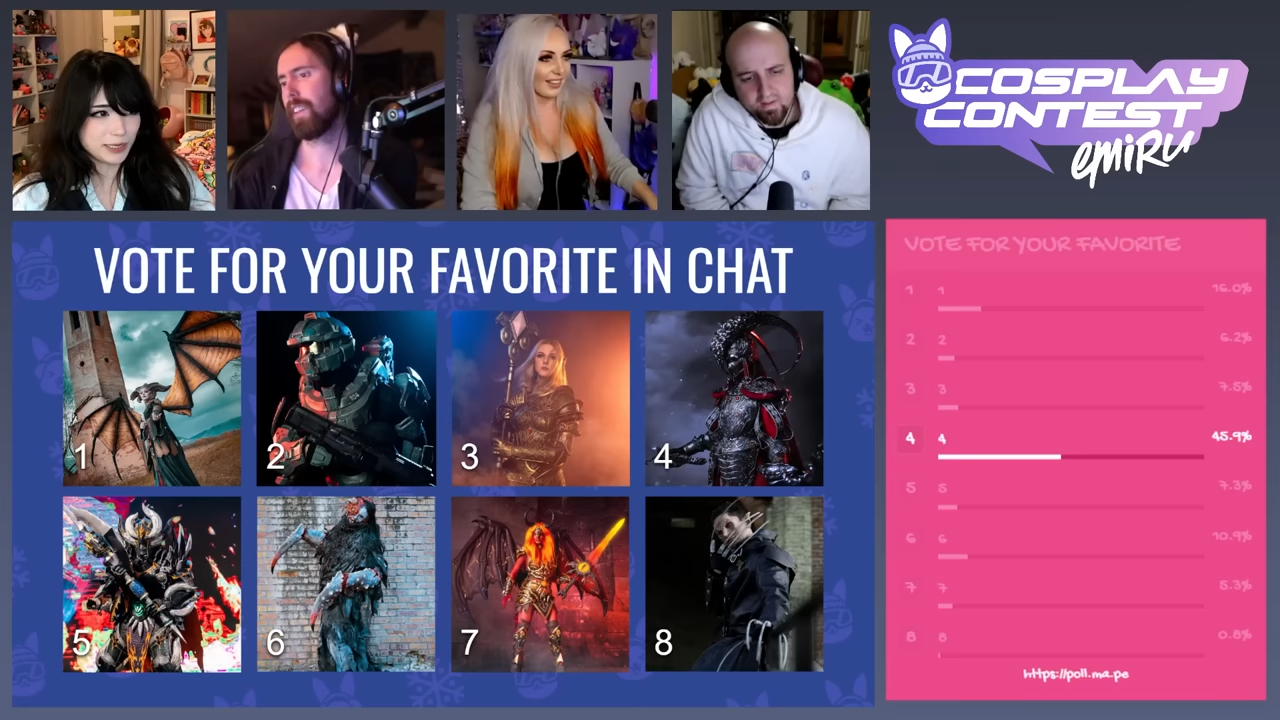 COSPLAY
CONTEST
emiru
VOTE FOR YOUR FAVORITE IN CHAT
1
2
3
4
5
6
7
8
VOTE FOR YOUR FAVORITE
1 1 16.0%
2 2 6.2%
3 3 7.5%
4 4 45.9%
5 5 7.3%
6 6 10.9%
7 7 5.3%
8 8 0.8%
https://poll.ma.pe